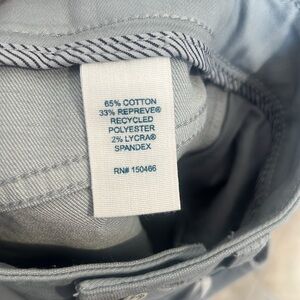 65% COTTON
33% REPREVE®
RECYCLED
POLYESTER
2% LYCRA®
SPANDEX
RN# 150466